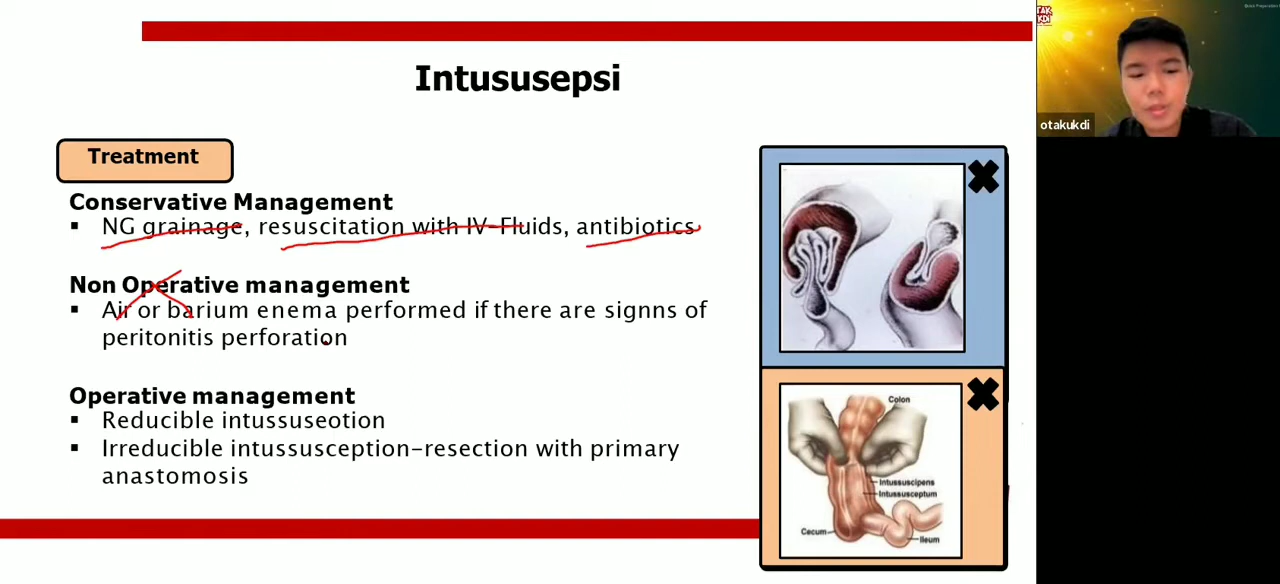 Intususepsi
Treatment
Conservative Management
▪ NG grainage, resuscitation with IV-Fluids, antibiotics
Non Operative management
▪ Air or barium enema performed if there are signns of
peritonitis perforation
Operative management
▪ Reducible intussuseotion
▪ Irreducible intussusception-resection with primary
anastomosis
Colon
Intussuscipens
Intussusceptum
Cecum
Ileum
otakukdi